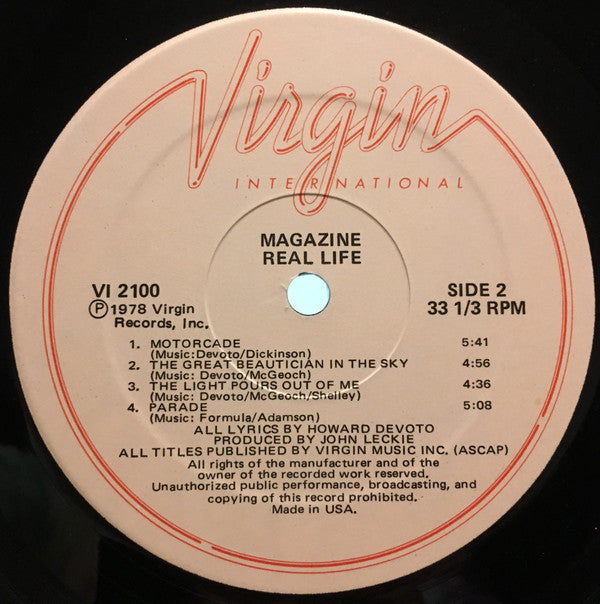 Virgin
INTERNATIONAL
MAGAZINE
REAL LIFE
VI 2100
SIDE 2
Ⓟ1978 Virgin
Records, Inc.
33 1/3 RPM
1. MOTORCADE 5:41
(Music:Devoto/Dickinson)
2. THE GREAT BEAUTICIAN IN THE SKY 4:56
(Music: Devoto/McGeoch)
3. THE LIGHT POURS OUT OF ME 4:36
(Music: Devoto/McGeoch/Shelley)
4. PARADE 5:08
(Music: Formula/Adamson)
ALL LYRICS BY HOWARD DEVOTO
PRODUCED BY JOHN LECKIE
ALL TITLES PUBLISHED BY VIRGIN MUSIC INC. (ASCAP)
All rights of the manufacturer and of the
owner of the recorded work reserved.
Unauthorized public performance, broadcasting, and
copying of this record prohibited.
Made in USA.